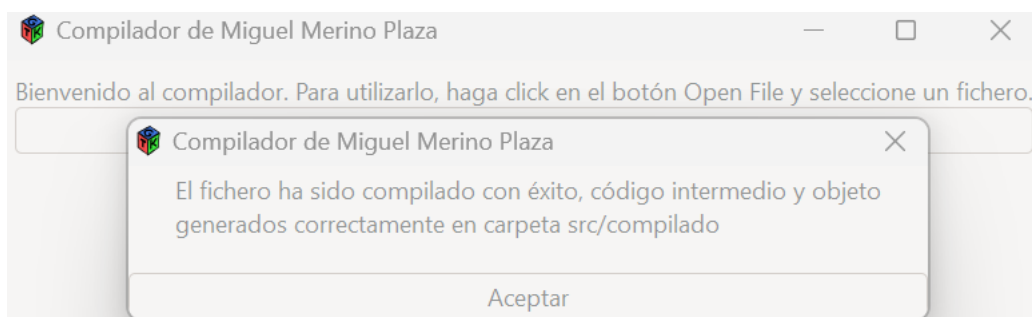 Compilador de Miguel Merino Plaza
Bienvenido al compilador. Para utilizarlo, haga click en el botón Open File y seleccione un fichero.
Compilador de Miguel Merino Plaza
El fichero ha sido compilado con éxito, código intermedio y objeto
generados correctamente en carpeta src/compilado
Aceptar